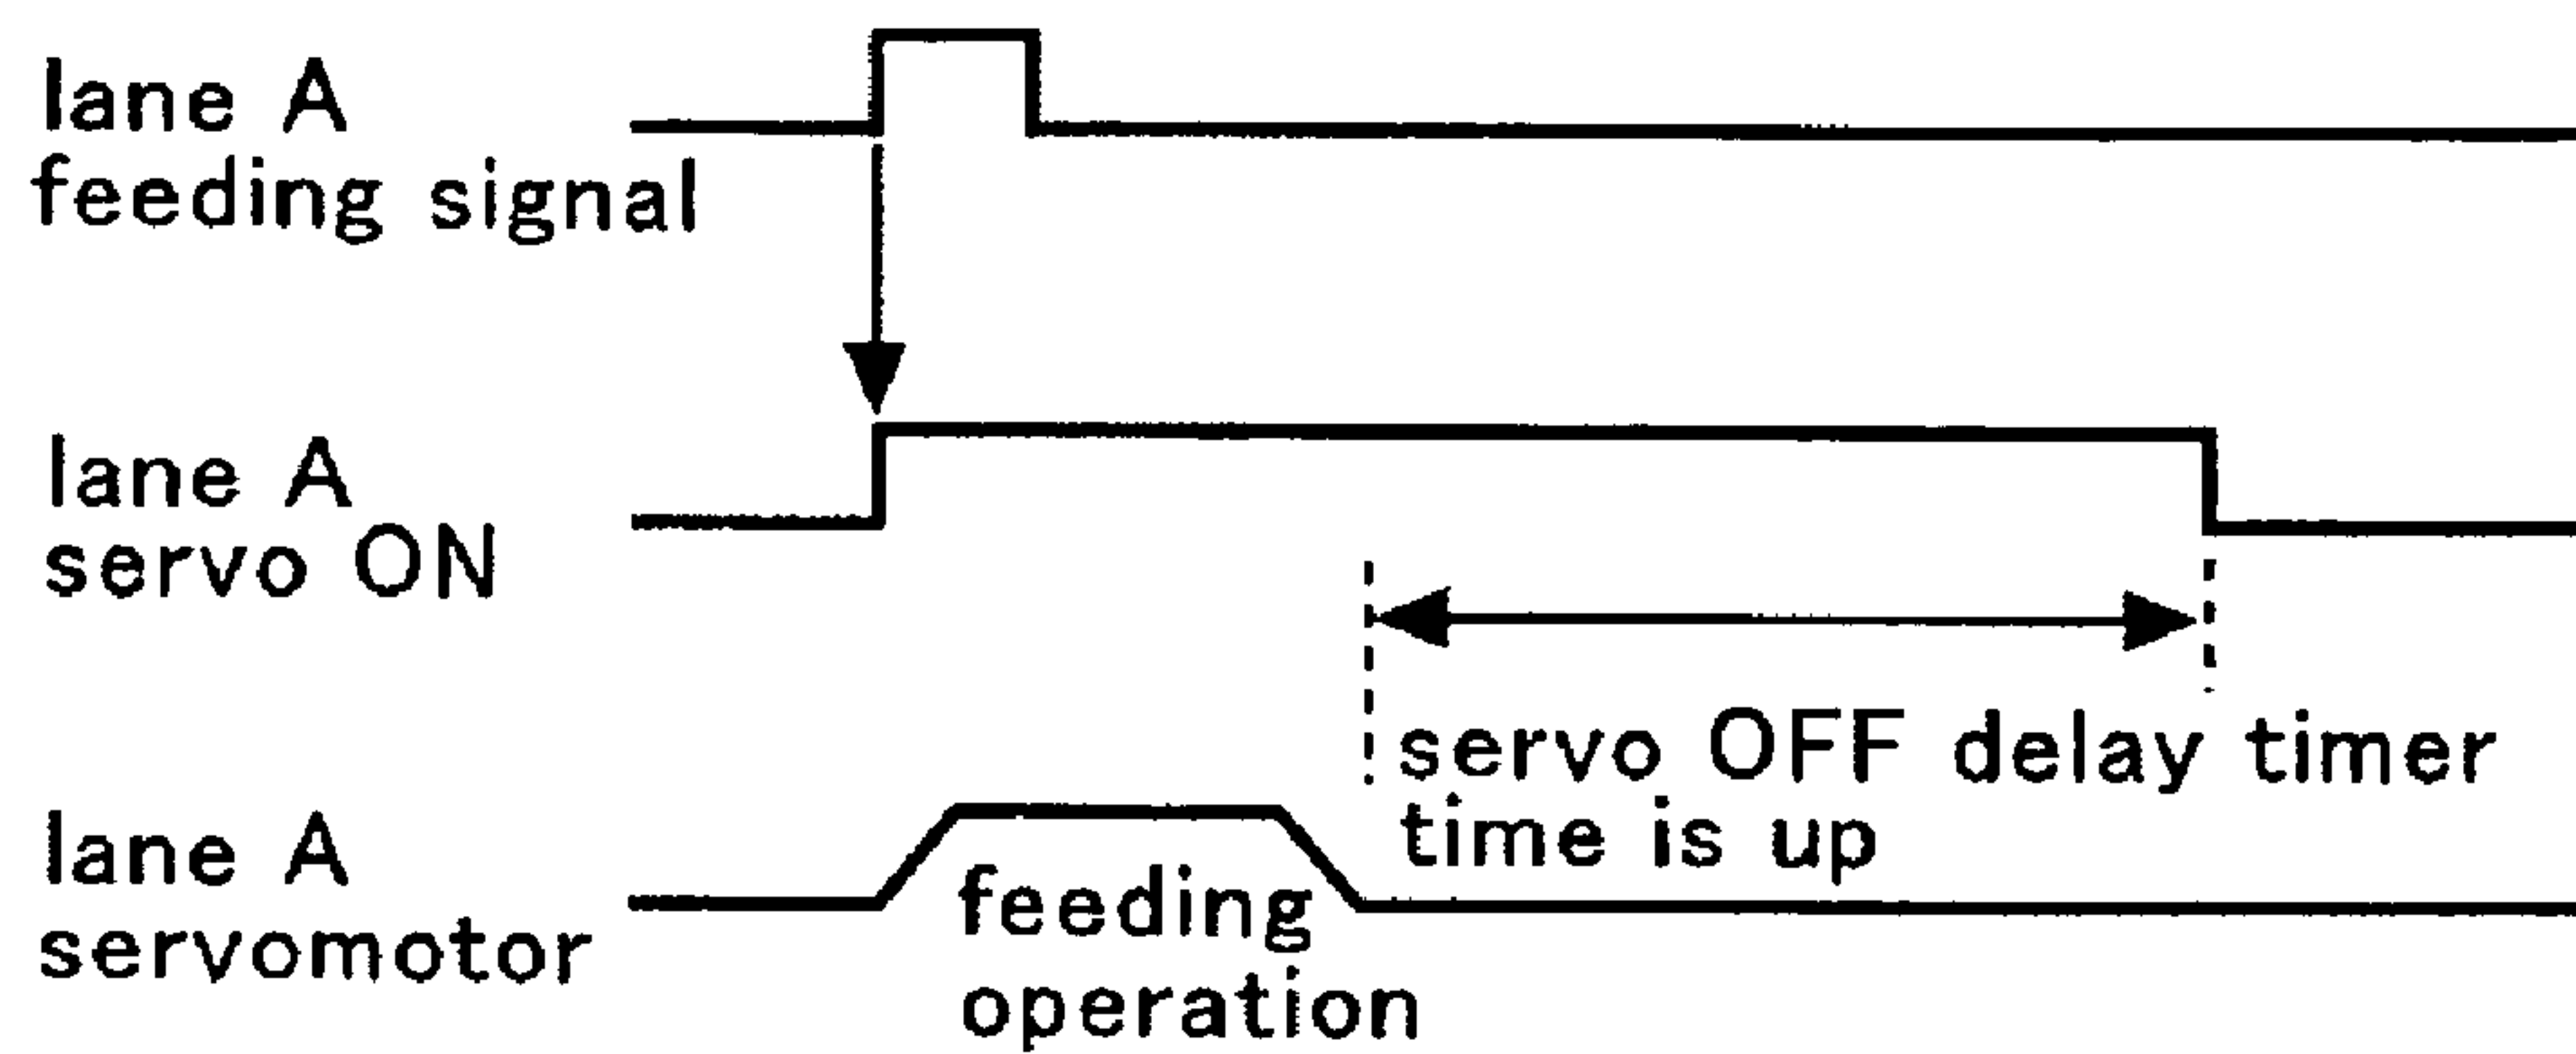 lane A
feeding signal
lane A
servo ON
servo OFF delay timer
time is up
lane A
servomotor
feeding
operation